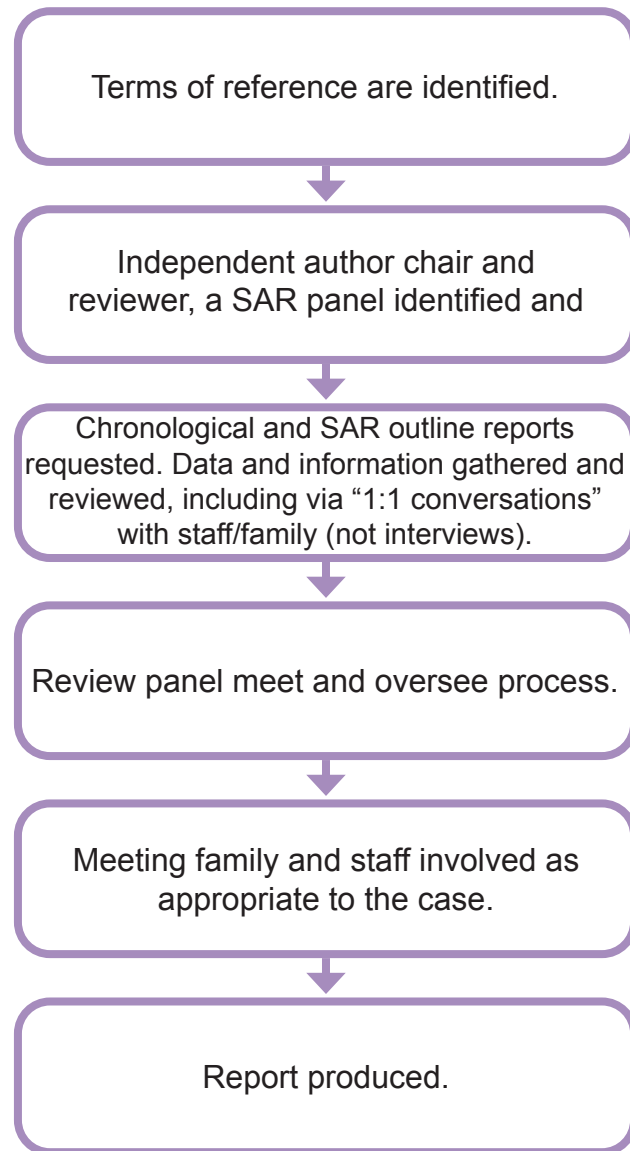 Terms of reference are identified.
Independent author chair and
reviewer, a SAR panel identified and
Chronological and SAR outline reports
requested. Data and information gathered and
reviewed, including via “1:1 conversations”
with staff/family (not interviews).
Review panel meet and oversee process.
Meeting family and staff involved as
appropriate to the case.
Report produced.